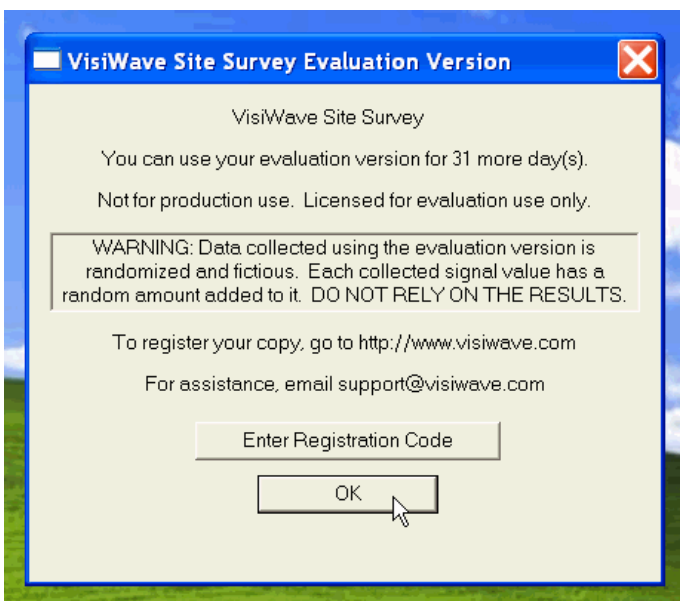 VisiWave Site Survey Evaluation Version
VisiWave Site Survey
You can use your evaluation version for 31 more day(s).
Not for production use. Licensed for evaluation use only.
WARNING: Data collected using the evaluation version is
randomized and fictious. Each collected signal value has a
random amount added to it. DO NOT RELY ON THE RESULTS.
To register your copy, go to http://www.visiwave.com
For assistance, email support@visiwave.com
Enter Registration Code
OK